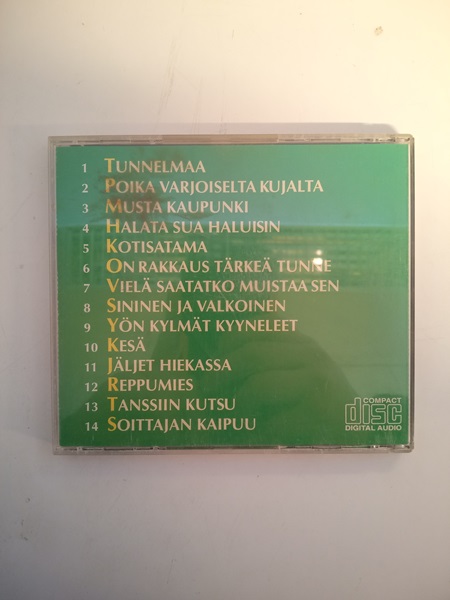 1 TUNNELMAA
2 POIKA VARJOISELTA KUJALTA
3 MUSTA KAUPUNKI
4 HALATA SUA HALUISIN
5 KOTISATAMA
6 ON RAKKAUS TÄRKEÄ TUNNE
7 VIELÄ SAATATKO MUISTAA SEN
8 SININEN JA VALKOINEN
9 YÖN KYLMÄT KYYNELEET
10 KESÄ
11 JÄLJET HIEKASSA
12 REPPUMIES
13 TANSSIIN KUTSU
14 SOITTAJAN KAIPUU
COMPACT
disc
DIGITAL AUDIO